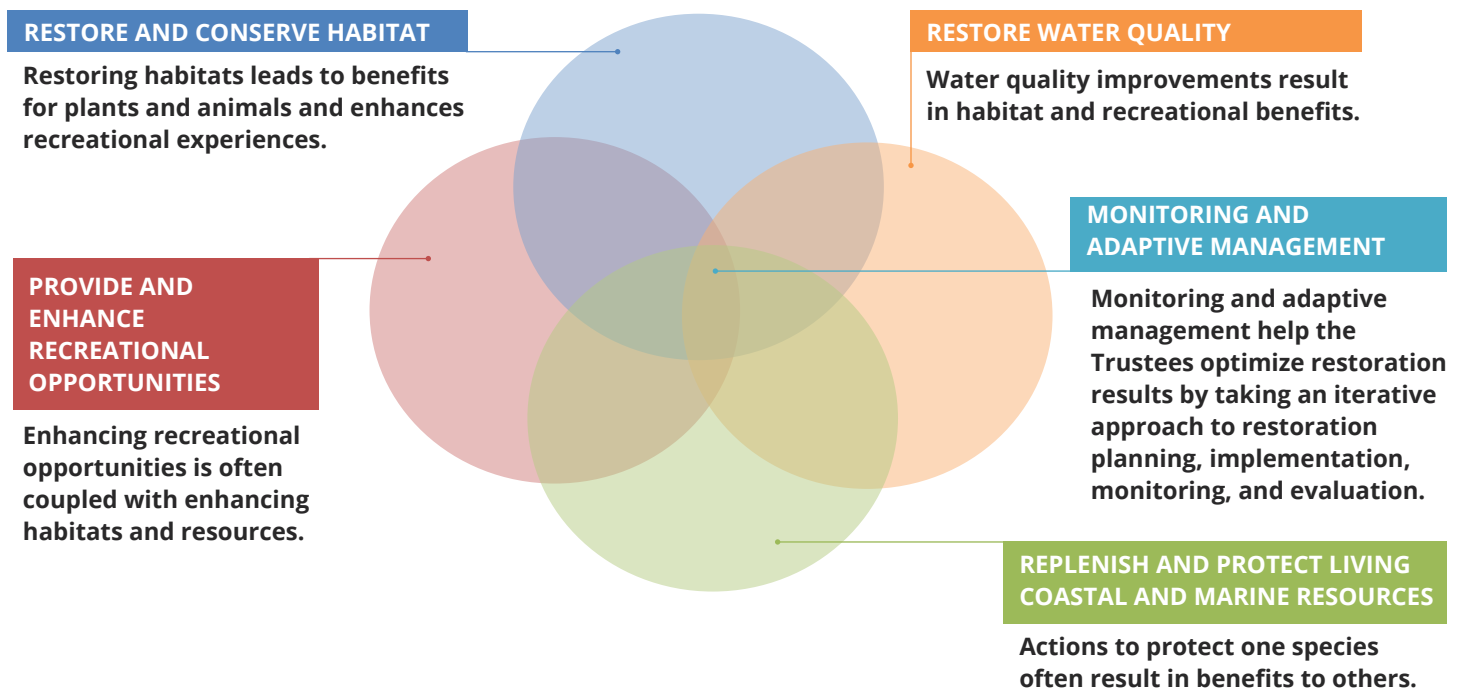 RESTORE AND CONSERVE HABITAT
Restoring habitats leads to benefits
for plants and animals and enhances
recreational experiences.
RESTORE WATER QUALITY
Water quality improvements result
in habitat and recreational benefits.
MONITORING AND
ADAPTIVE MANAGEMENT
Monitoring and adaptive
management help the
Trustees optimize restoration
results by taking an iterative
approach to restoration
planning, implementation,
monitoring, and evaluation.
PROVIDE AND
ENHANCE
RECREATIONAL
OPPORTUNITIES
Enhancing recreational
opportunities is often
coupled with enhancing
habitats and resources.
REPLENISH AND PROTECT LIVING
COASTAL AND MARINE RESOURCES
Actions to protect one species
often result in benefits to others.